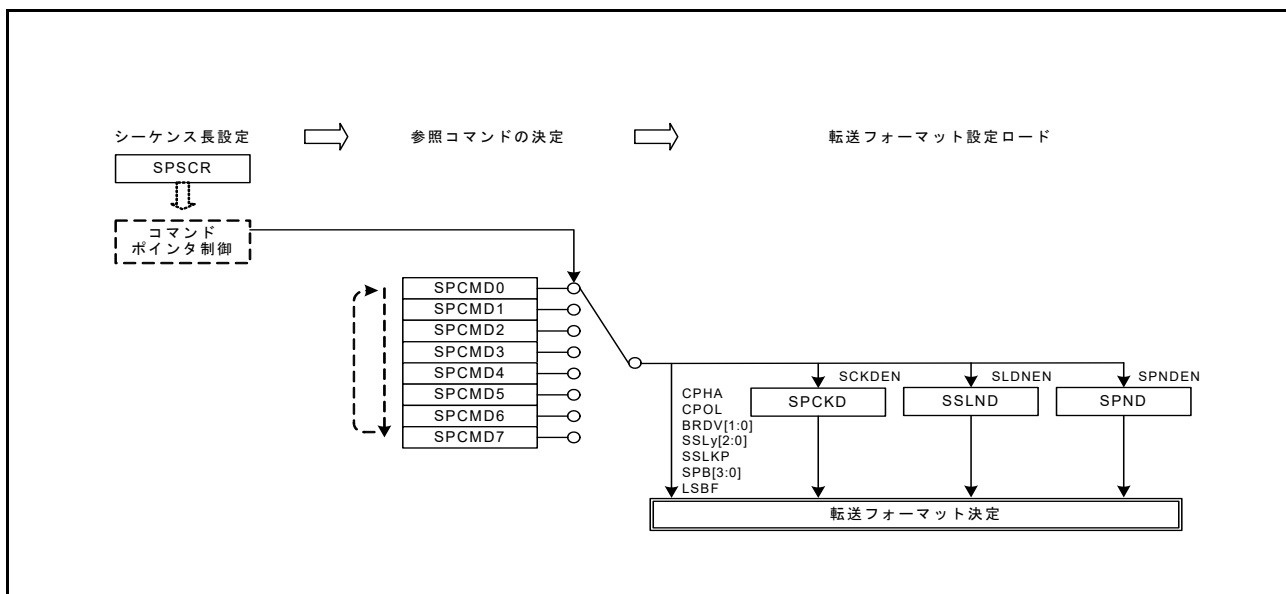 シーケンス長設定
参照コマンドの決定
転送フォーマット設定ロード
SPSCR
コマンド
ポインタ制御
SPCMD0
SPCMD1
SPCMD2
SPCMD3
SPCMD4
SPCMD5
SPCMD6
SPCMD7
CPHA
CPOL
BRDV[1:0]
SSLy[2:0]
SSLKP
SPB[3:0]
LSBF
SCKDEN
SPCKD
SLDNEN
SSLND
SPNDEN
SPND
転送フォーマット決定